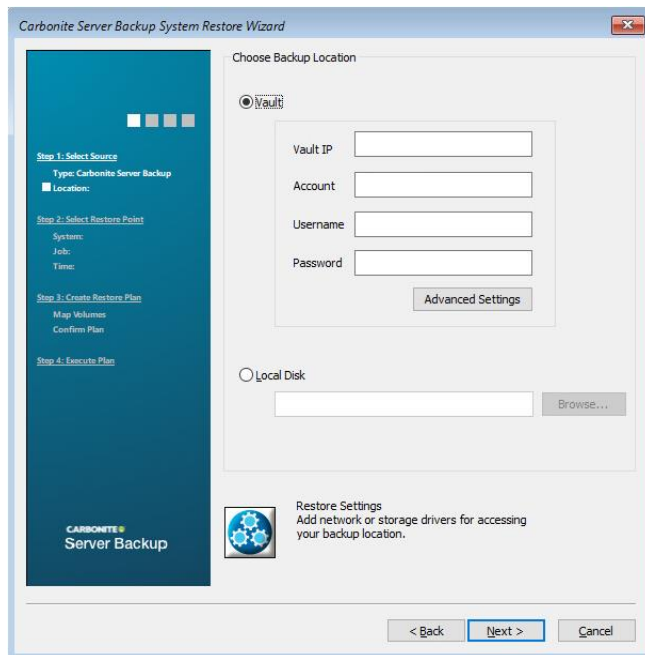 Carbonite Server Backup System Restore Wizard
Choose Backup Location
Vault
Vault IP
Account
Username
Password
Advanced Settings
Local Disk
Browse...
Restore Settings
Add network or storage drivers for accessing
your backup location.
Step 1: Select Source
Type: Carbonite Server Backup
Location:
Step 2: Select Restore Point
System:
Job:
Time:
Step 3: Create Restore Plan
Map Volumes
Confirm Plan
Step 4: Execute Plan
CARBONITE
Server Backup
< Back
Next >
Cancel